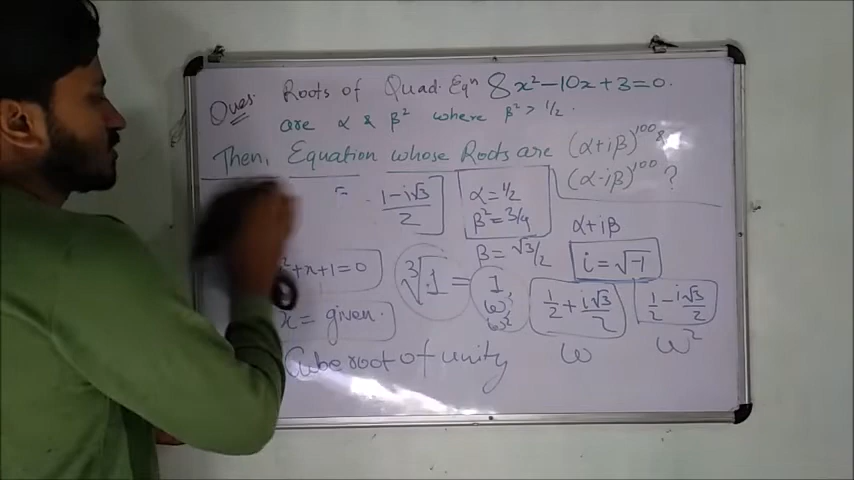 Ques. Roots of Quad. Eqⁿ 8x²-10x+3=0.
are α & β² where β² > 1/2.
Then, Equation whose Roots are (α+iβ)¹⁰⁰ &
(α-iβ)¹⁰⁰ ?
= 1-i√3/2
α=1/2
β²=3/4
β=√3/2
α+iβ
i=√-1
²+x+1=0
x= given.
∛1 = 1, ω, ω²
1/2 + i√3/2
1/2 - i√3/2
ω
ω²
Cube root of unity